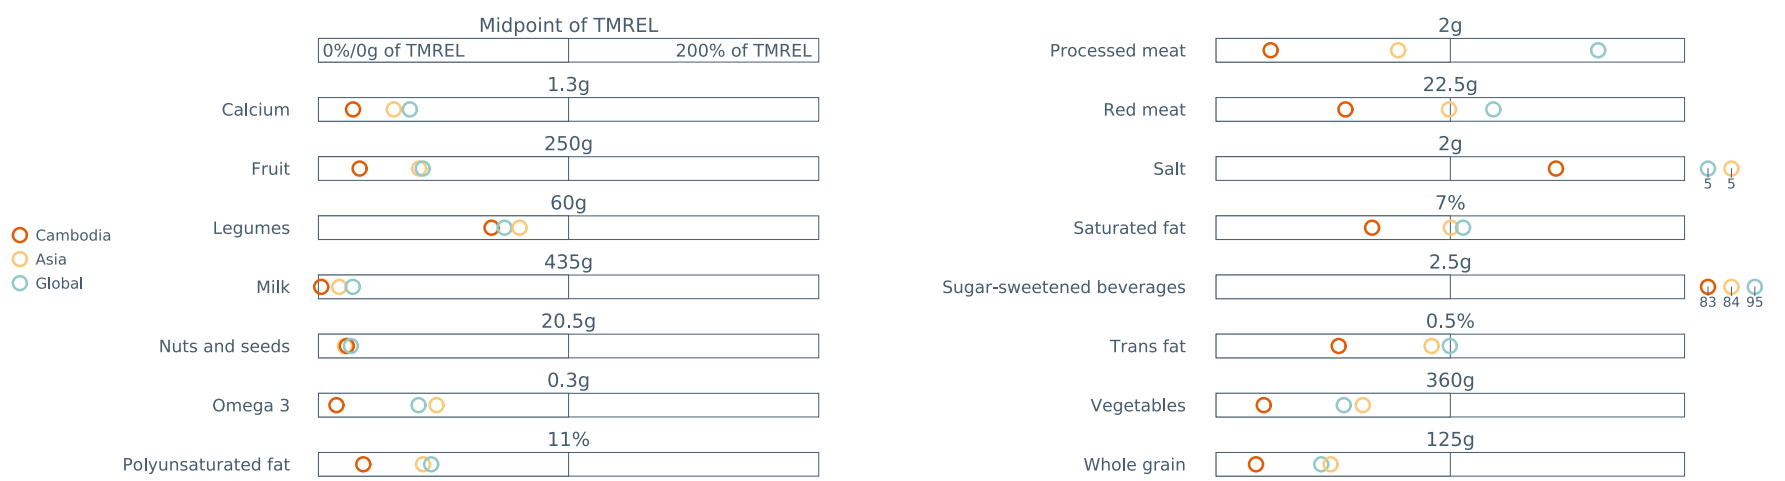 Midpoint of TMREL
0%/0g of TMREL 200% of TMREL
1.3g
Calcium
250g
Fruit
60g
Legumes
435g
Milk
20.5g
Nuts and seeds
0.3g
Omega 3
11%
Polyunsaturated fat
Cambodia
Asia
Global
2g
Processed meat
22.5g
Red meat
2g
Salt
5 5
7%
Saturated fat
2.5g
Sugar-sweetened beverages
83 84 95
0.5%
Trans fat
360g
Vegetables
125g
Whole grain